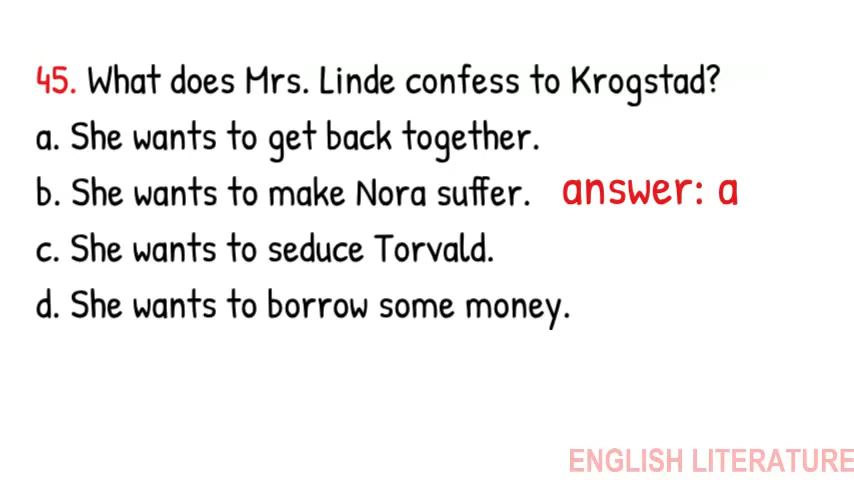 45. What does Mrs. Linde confess to Krogstad?
a. She wants to get back together.
b. She wants to make Nora suffer. answer: a
c. She wants to seduce Torvald.
d. She wants to borrow some money.
ENGLISH LITERATURE